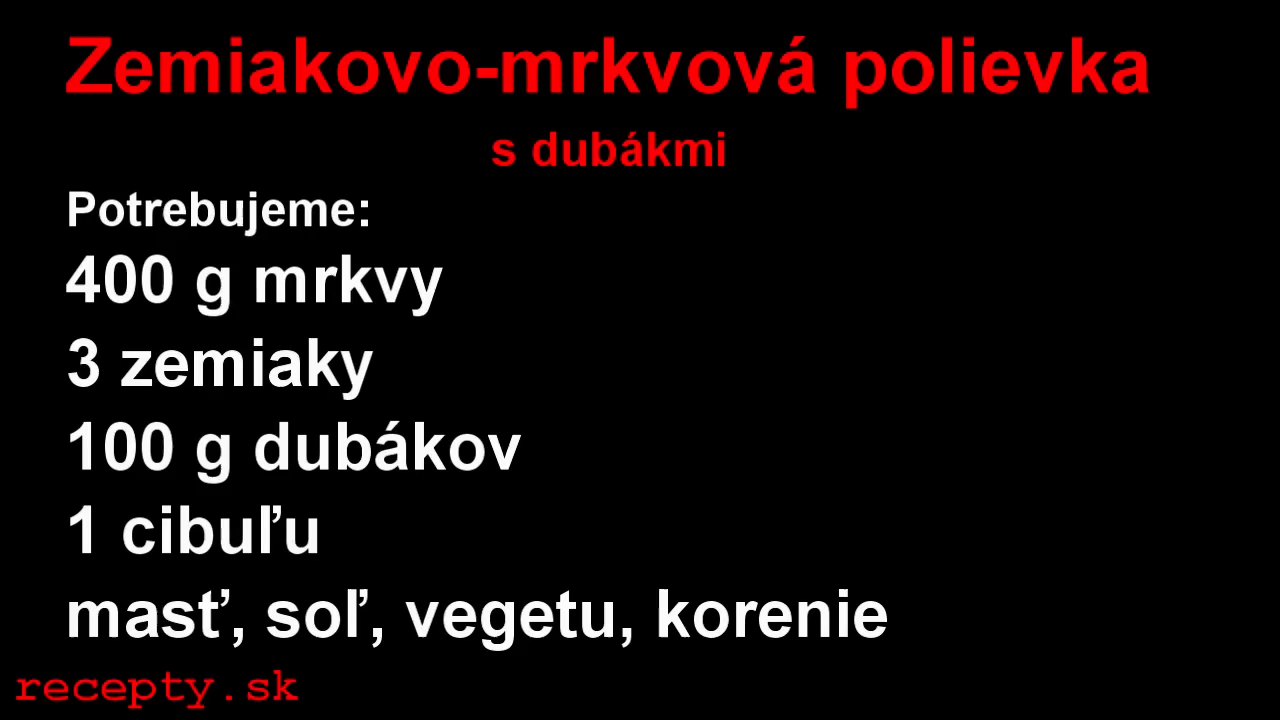 Zemiakovo-mrkvová polievka
s dubákmi
Potrebujeme:
400 g mrkvy
3 zemiaky
100 g dubákov
1 cibuľu
masť, soľ, vegetu, korenie
recepty.sk